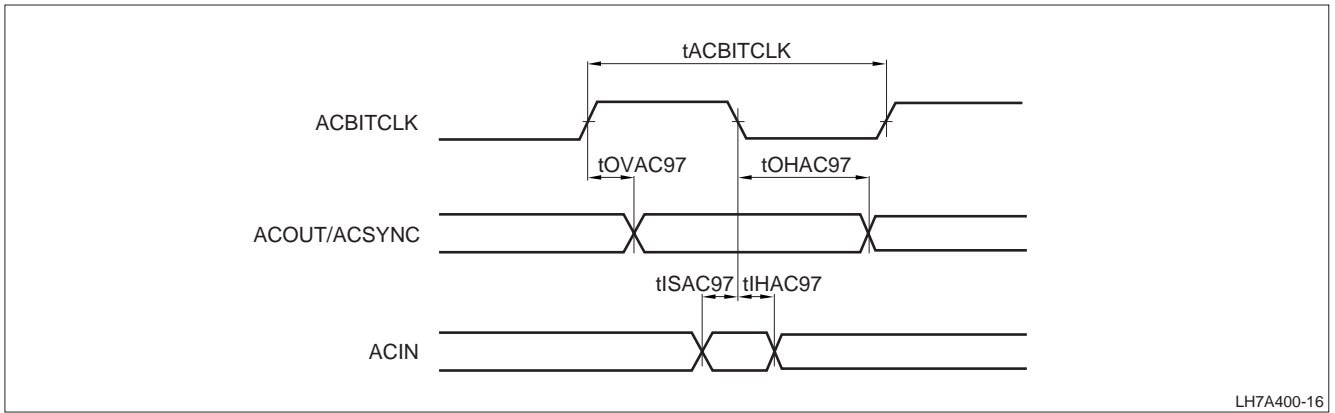 tACBITCLK
ACBITCLK
tOVAC97
tOHAC97
ACOUT/ACSYNC
tISAC97
tIHAC97
ACIN
LH7A400-16